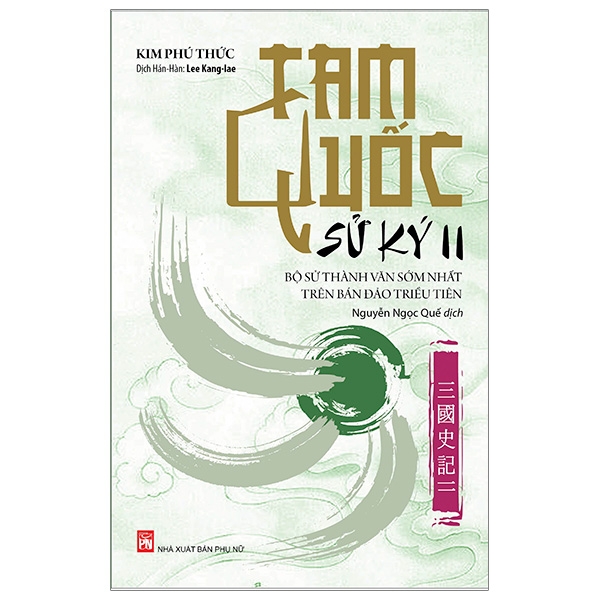 KIM PHÚ THỨC
Dịch Hán-Hàn: Lee Kang-lae
TAM
QUỐC
SỬ KÝ II
BỘ SỬ THÀNH VĂN SỚM NHẤT
TRÊN BÁN ĐẢO TRIỀU TIÊN
Nguyễn Ngọc Quế dịch
三國史記二
PN
NHÀ XUẤT BẢN PHỤ NỮ